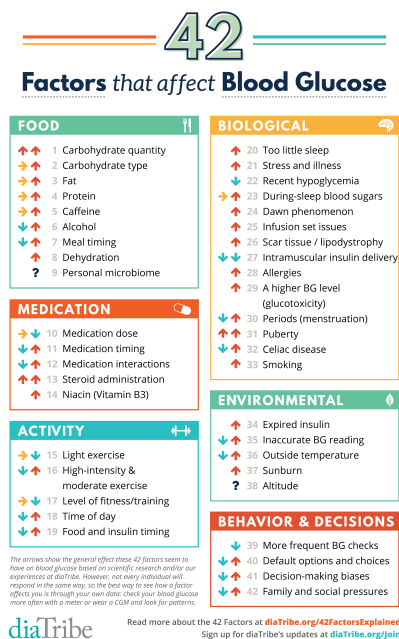 42
Factors that affect Blood Glucose
FOOD
1 Carbohydrate quantity
2 Carbohydrate type
3 Fat
4 Protein
5 Caffeine
6 Alcohol
7 Meal timing
8 Dehydration
? 9 Personal microbiome
MEDICATION
10 Medication dose
11 Medication timing
12 Medication interactions
13 Steroid administration
14 Niacin (Vitamin B3)
ACTIVITY
15 Light exercise
16 High-intensity &
moderate exercise
17 Level of fitness/training
18 Time of day
19 Food and insulin timing
The arrows show the general effect these 42 factors seem to
have on blood glucose based on scientific research and/or our
experiences at diaTribe. However, not every individual will
respond in the same way, so the best way to see how a factor
affects you is through your own data: check your blood glucose
more often with a meter or wear a CGM and look for patterns.
BIOLOGICAL
20 Too little sleep
21 Stress and illness
22 Recent hypoglycemia
23 During-sleep blood sugars
24 Dawn phenomenon
25 Infusion set issues
26 Scar tissue / lipodystrophy
27 Intramuscular insulin delivery
28 Allergies
29 A higher BG level
(glucotoxicity)
30 Periods (menstruation)
31 Puberty
32 Celiac disease
33 Smoking
ENVIRONMENTAL
34 Expired insulin
35 Inaccurate BG reading
36 Outside temperature
37 Sunburn
? 38 Altitude
BEHAVIOR & DECISIONS
39 More frequent BG checks
40 Default options and choices
41 Decision-making biases
42 Family and social pressures
diaTribe
Read more about the 42 Factors at diaTribe.org/42FactorsExplained
Sign up for diaTribe's updates at diaTribe.org/Join